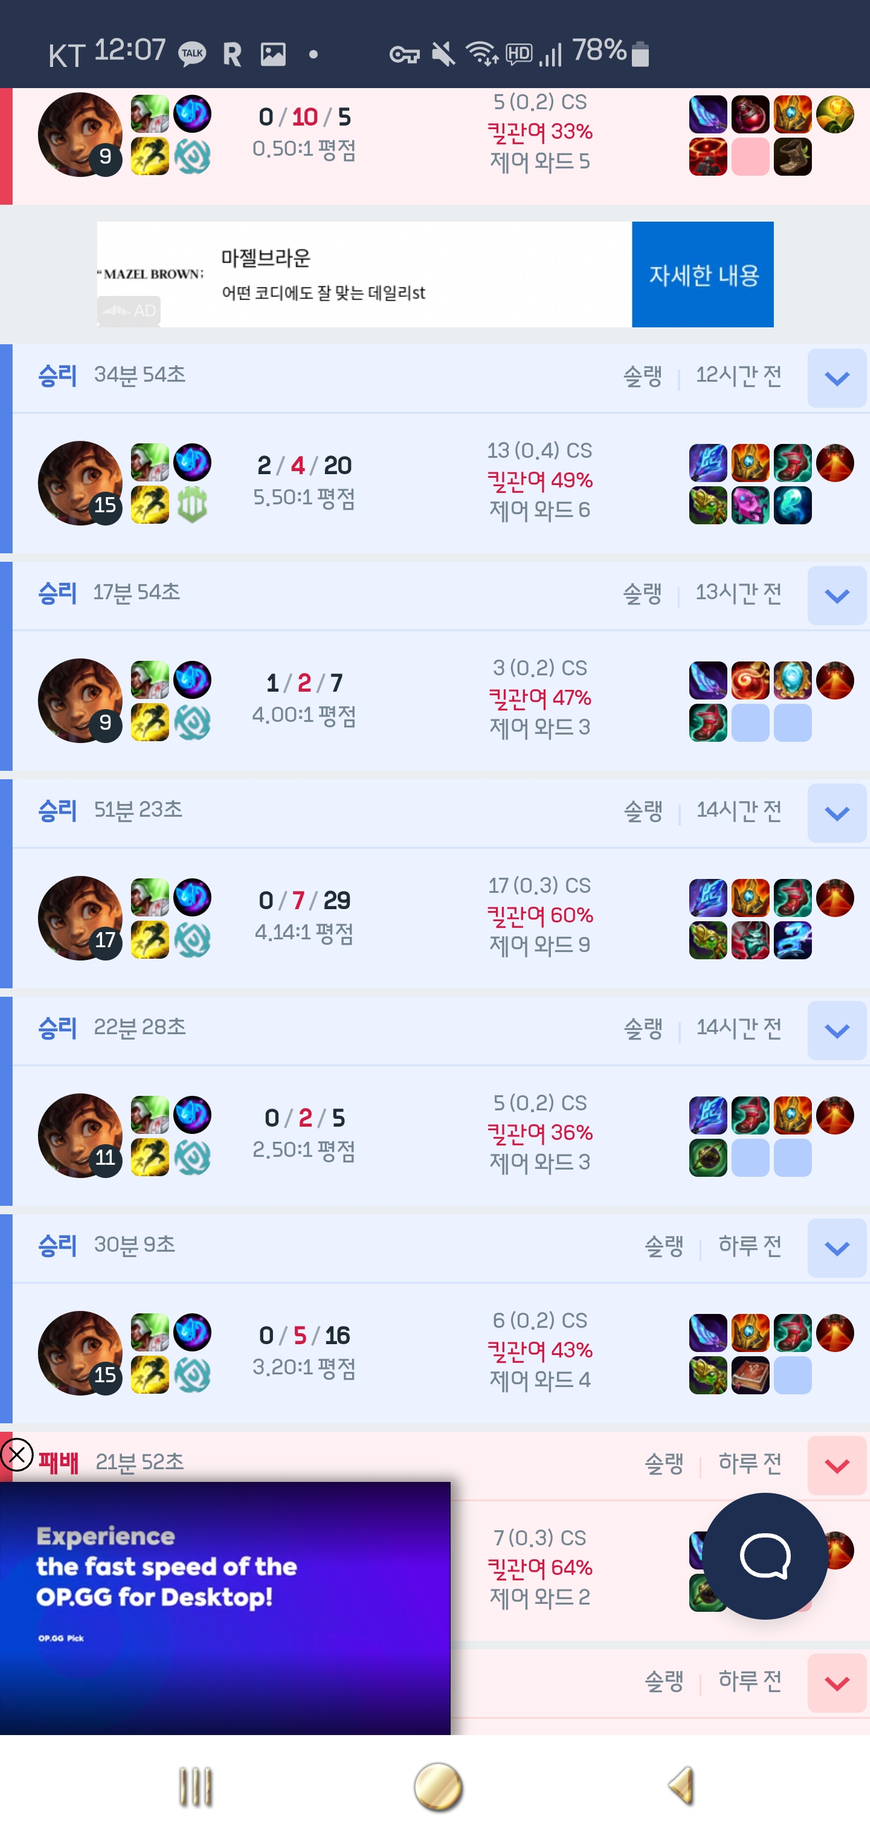 KT 12:07 TALK R HD 78%
9
0 / 10 / 5
0.50:1 평점
5 (0.2) CS
킬관여 33%
제어 와드 5
"MAZEL BROWN;
AD
마젤브라운
어떤 코디에도 잘 맞는 데일리st
자세한 내용
승리 34분 54초 솔랭 12시간 전
15
2 / 4 / 20
5.50:1 평점
13 (0.4) CS
킬관여 49%
제어 와드 6
승리 17분 54초 솔랭 13시간 전
9
1 / 2 / 7
4.00:1 평점
3 (0.2) CS
킬관여 47%
제어 와드 3
승리 51분 23초 솔랭 14시간 전
17
0 / 7 / 29
4.14:1 평점
17 (0.3) CS
킬관여 60%
제어 와드 9
승리 22분 28초 솔랭 14시간 전
11
0 / 2 / 5
2.50:1 평점
5 (0.2) CS
킬관여 36%
제어 와드 3
승리 30분 9초 솔랭 하루 전
15
0 / 5 / 16
3.20:1 평점
6 (0.2) CS
킬관여 43%
제어 와드 4
패배 21분 52초 솔랭 하루 전
Experience
the fast speed of the
OP.GG for Desktop!
OP.GG Pick
7 (0.3) CS
킬관여 64%
제어 와드 2
솔랭 하루 전